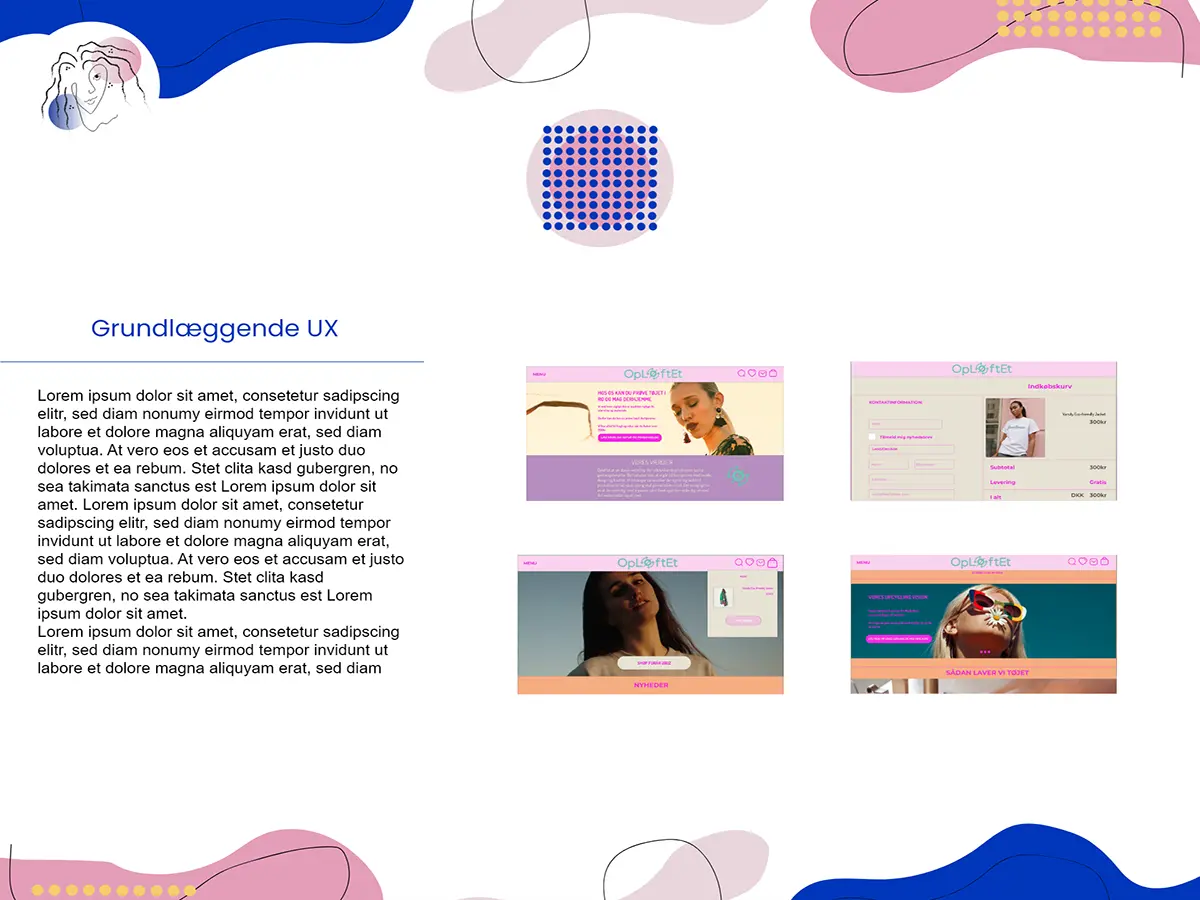 Grundlæggende UX
Lorem ipsum dolor sit amet, consetetur sadipscing
elitr, sed diam nonumy eirmod tempor invidunt ut
labore et dolore magna aliquyam erat, sed diam
voluptua. At vero eos et accusam et justo duo
dolores et ea rebum. Stet clita kasd gubergren, no
sea takimata sanctus est Lorem ipsum dolor sit
amet. Lorem ipsum dolor sit amet, consetetur
sadipscing elitr, sed diam nonumy eirmod tempor
invidunt ut labore et dolore magna aliquyam erat,
sed diam voluptua. At vero eos et accusam et justo
duo dolores et ea rebum. Stet clita kasd
gubergren, no sea takimata sanctus est Lorem
ipsum dolor sit amet.
Lorem ipsum dolor sit amet, consetetur sadipscing
elitr, sed diam nonumy eirmod tempor invidunt ut
labore et dolore magna aliquyam erat, sed diam
MENU
OpLøftEt
HOS OS KAN DU PRØVE TØJET I
RO OG MAG DERHJEMME
VORES VÆRDIER
OpLøftEt
Indkøbskurv
KONTAKTINFORMATION
Tilmeld mig nyhedsbrev
300kr
Subtotal 300kr
Levering Gratis
I alt DKK 300kr
MENU
OpLøftEt
NYHEDER
MENU
OpLøftEt
VORES UPCYCLING DESIGN
SÅDAN LAVER VI TØJET